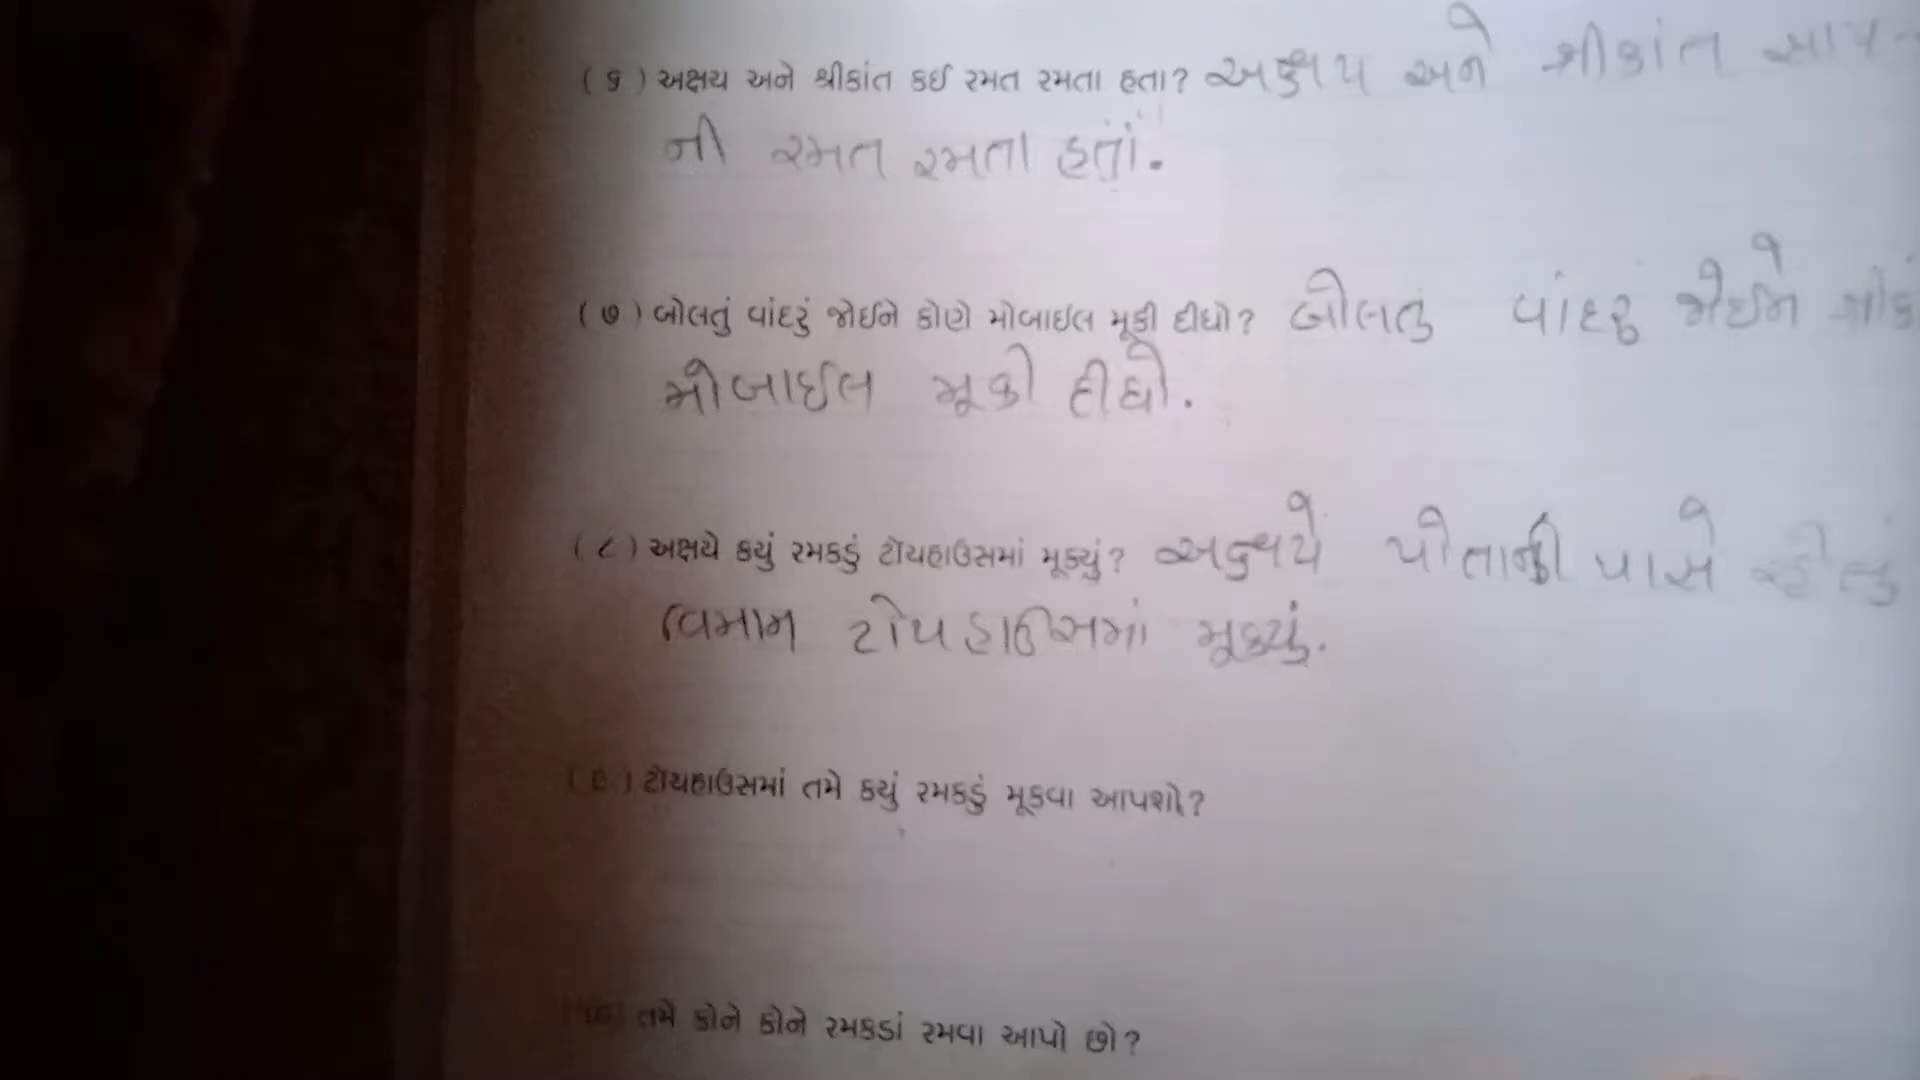 (૬) અક્ષય અને શ્રીકાંત કઈ રમત રમતા હતા? અક્ષય અને શ્રીકાંત સાપ-
ની રમત રમતા હતાં.
(૭) બોલતું વાંદરું જોઈને કોણે મોબાઇલ મૂકી દીધો? બોલતુ વાંદરુ જોઈને
મોબાઈલ મૂકી દીધો.
(૮) અક્ષયે કયું રમકડું ટૉયહાઉસમાં મૂક્યું? અક્ષયે પોતાની પાસે
વિમાન ટોયહાઉસમાં મૂક્યું.
(૯) ટૉયહાઉસમાં તમે કયું રમકડું મૂકવા આપશો?
તમે કોને કોને રમકડાં રમવા આપો છો?